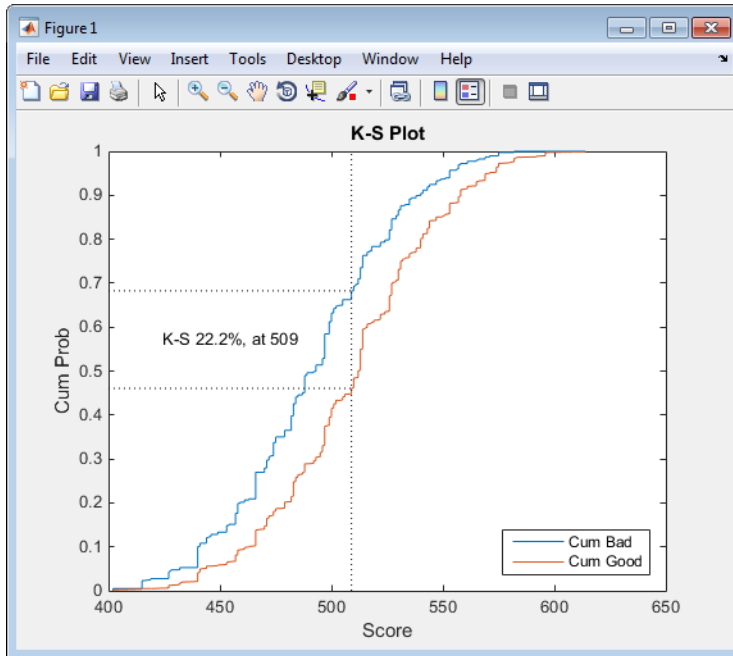 Figure 1
File Edit View Insert Tools Desktop Window Help
K-S Plot
1
0.9
0.8
0.7
0.6
0.5
0.4
0.3
0.2
0.1
0
Cum Prob
K-S 22.2%, at 509
Cum Bad
Cum Good
400 450 500 550 600 650
Score